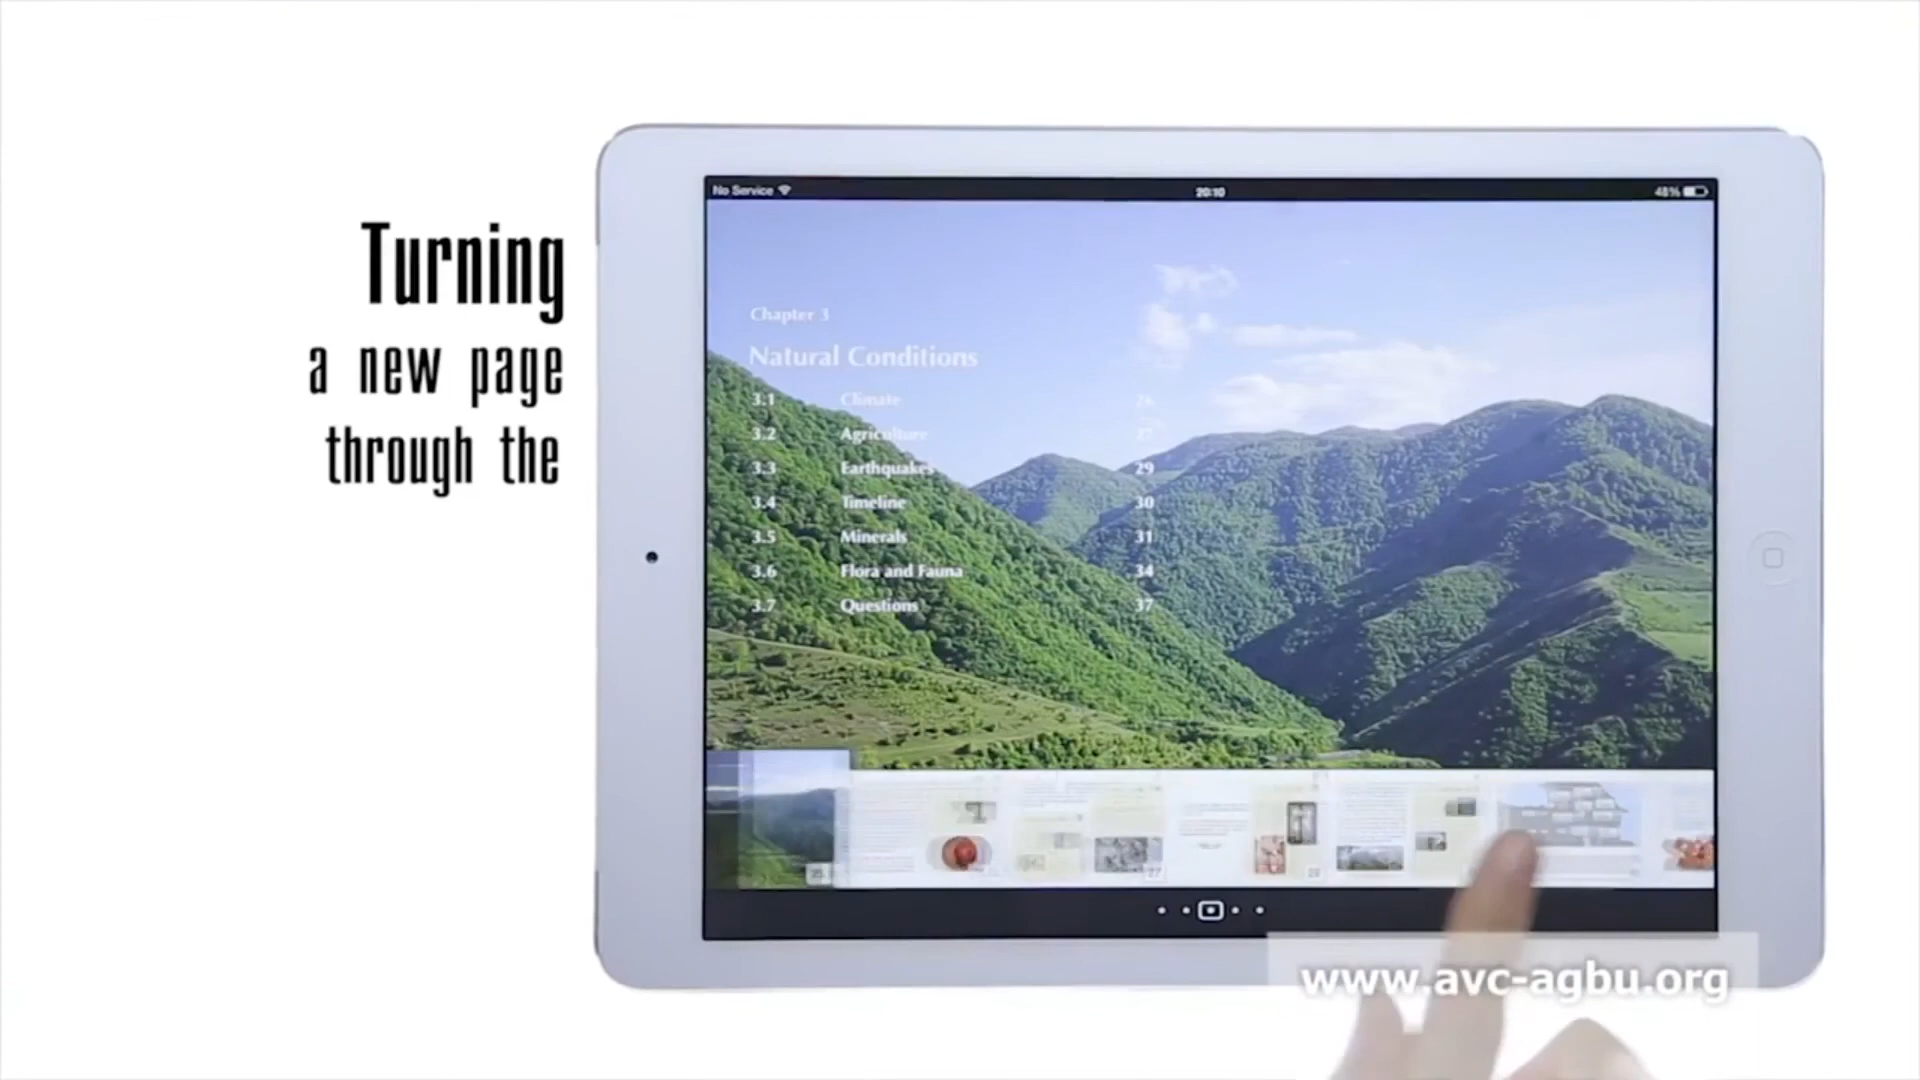 Turning
a new page
through the
No Service
20:10
48%
Chapter 3
Natural Conditions
3.1 Climate 26
3.2 Agriculture 27
3.3 Earthquakes 29
3.4 Timeline 30
3.5 Minerals 31
3.6 Flora and Fauna 34
3.7 Questions 37
27
www.avc-agbu.org